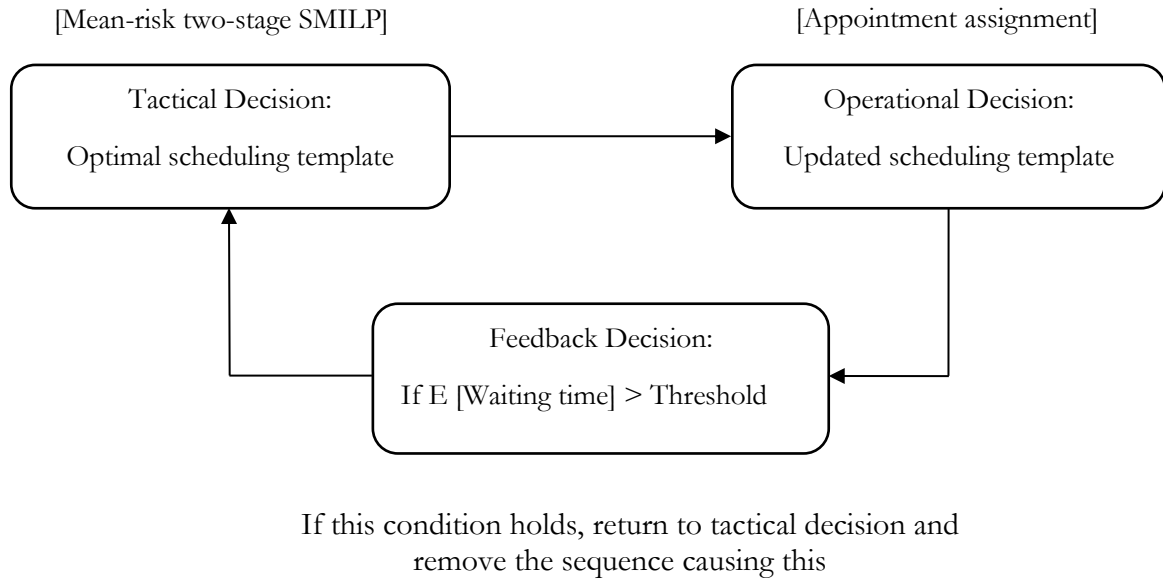 [Mean-risk two-stage SMILP]
[Appointment assignment]
Tactical Decision:
Optimal scheduling template
Operational Decision:
Updated scheduling template
Feedback Decision:
If E [Waiting time] > Threshold
If this condition holds, return to tactical decision and
remove the sequence causing this